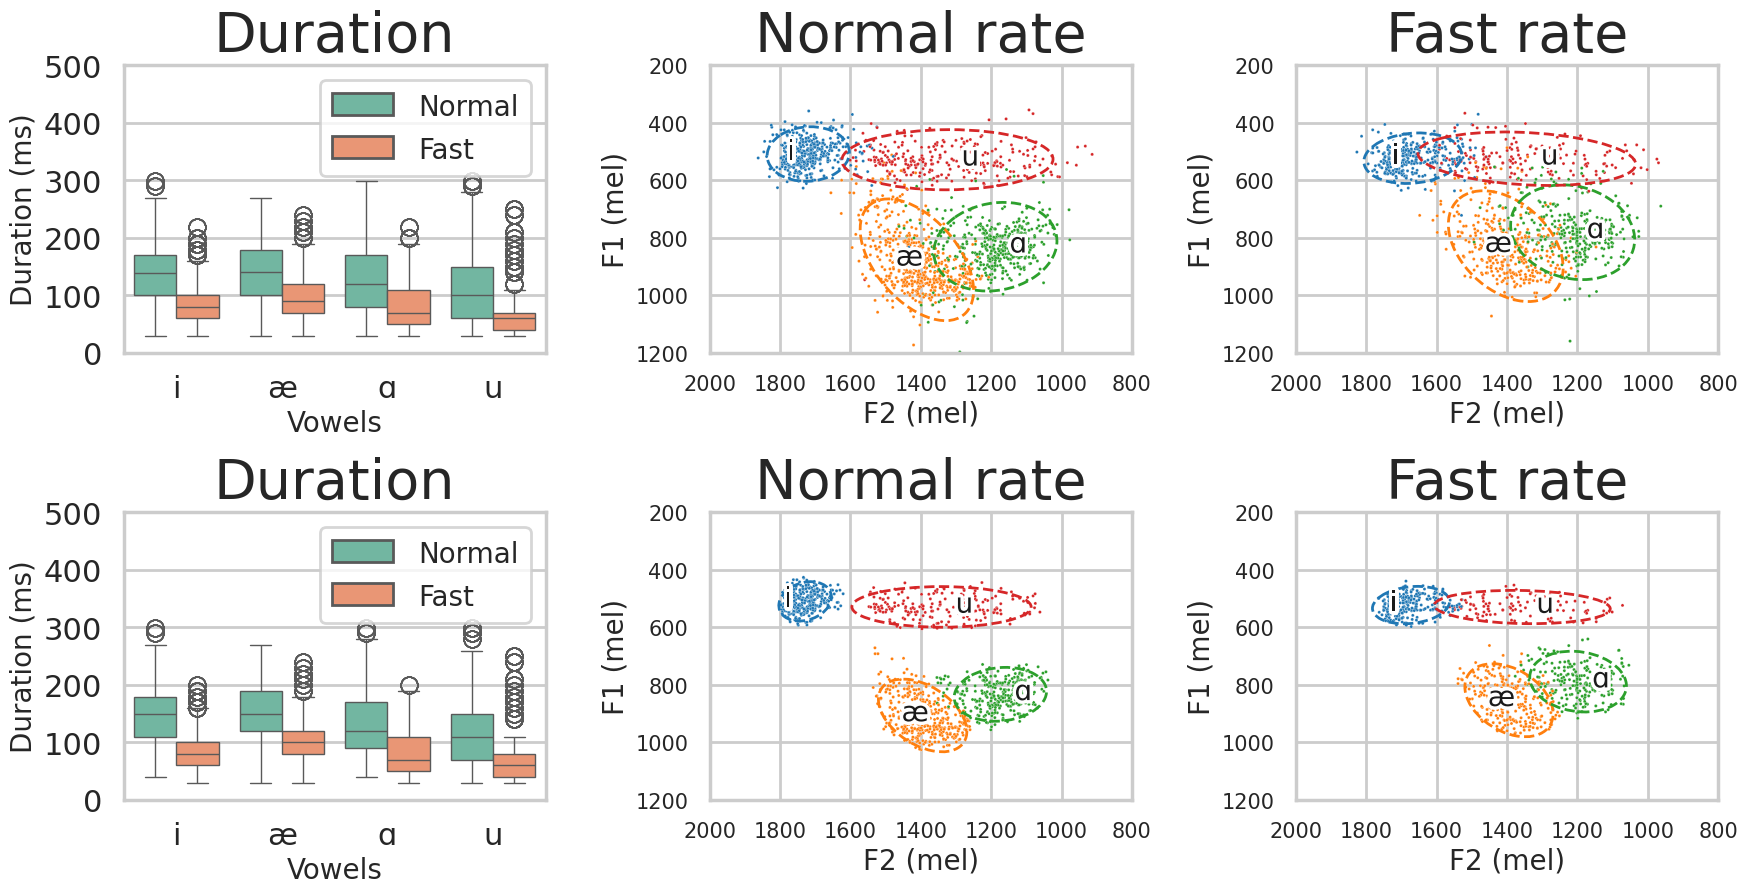 Duration
Normal rate
Fast rate
500
400
300
200
100
0
Duration (ms)
Normal
Fast
i
æ
ɑ
u
Vowels
200
400
600
800
1000
1200
F1 (mel)
i
u
æ
ɑ
2000
1800
1600
1400
1200
1000
800
F2 (mel)
200
400
600
800
1000
1200
F1 (mel)
i
u
æ
ɑ
2000
1800
1600
1400
1200
1000
800
F2 (mel)
Duration
Normal rate
Fast rate
500
400
300
200
100
0
Duration (ms)
Normal
Fast
i
æ
ɑ
u
Vowels
200
400
600
800
1000
1200
F1 (mel)
i
u
æ
ɑ
2000
1800
1600
1400
1200
1000
800
F2 (mel)
200
400
600
800
1000
1200
F1 (mel)
i
u
æ
ɑ
2000
1800
1600
1400
1200
1000
800
F2 (mel)